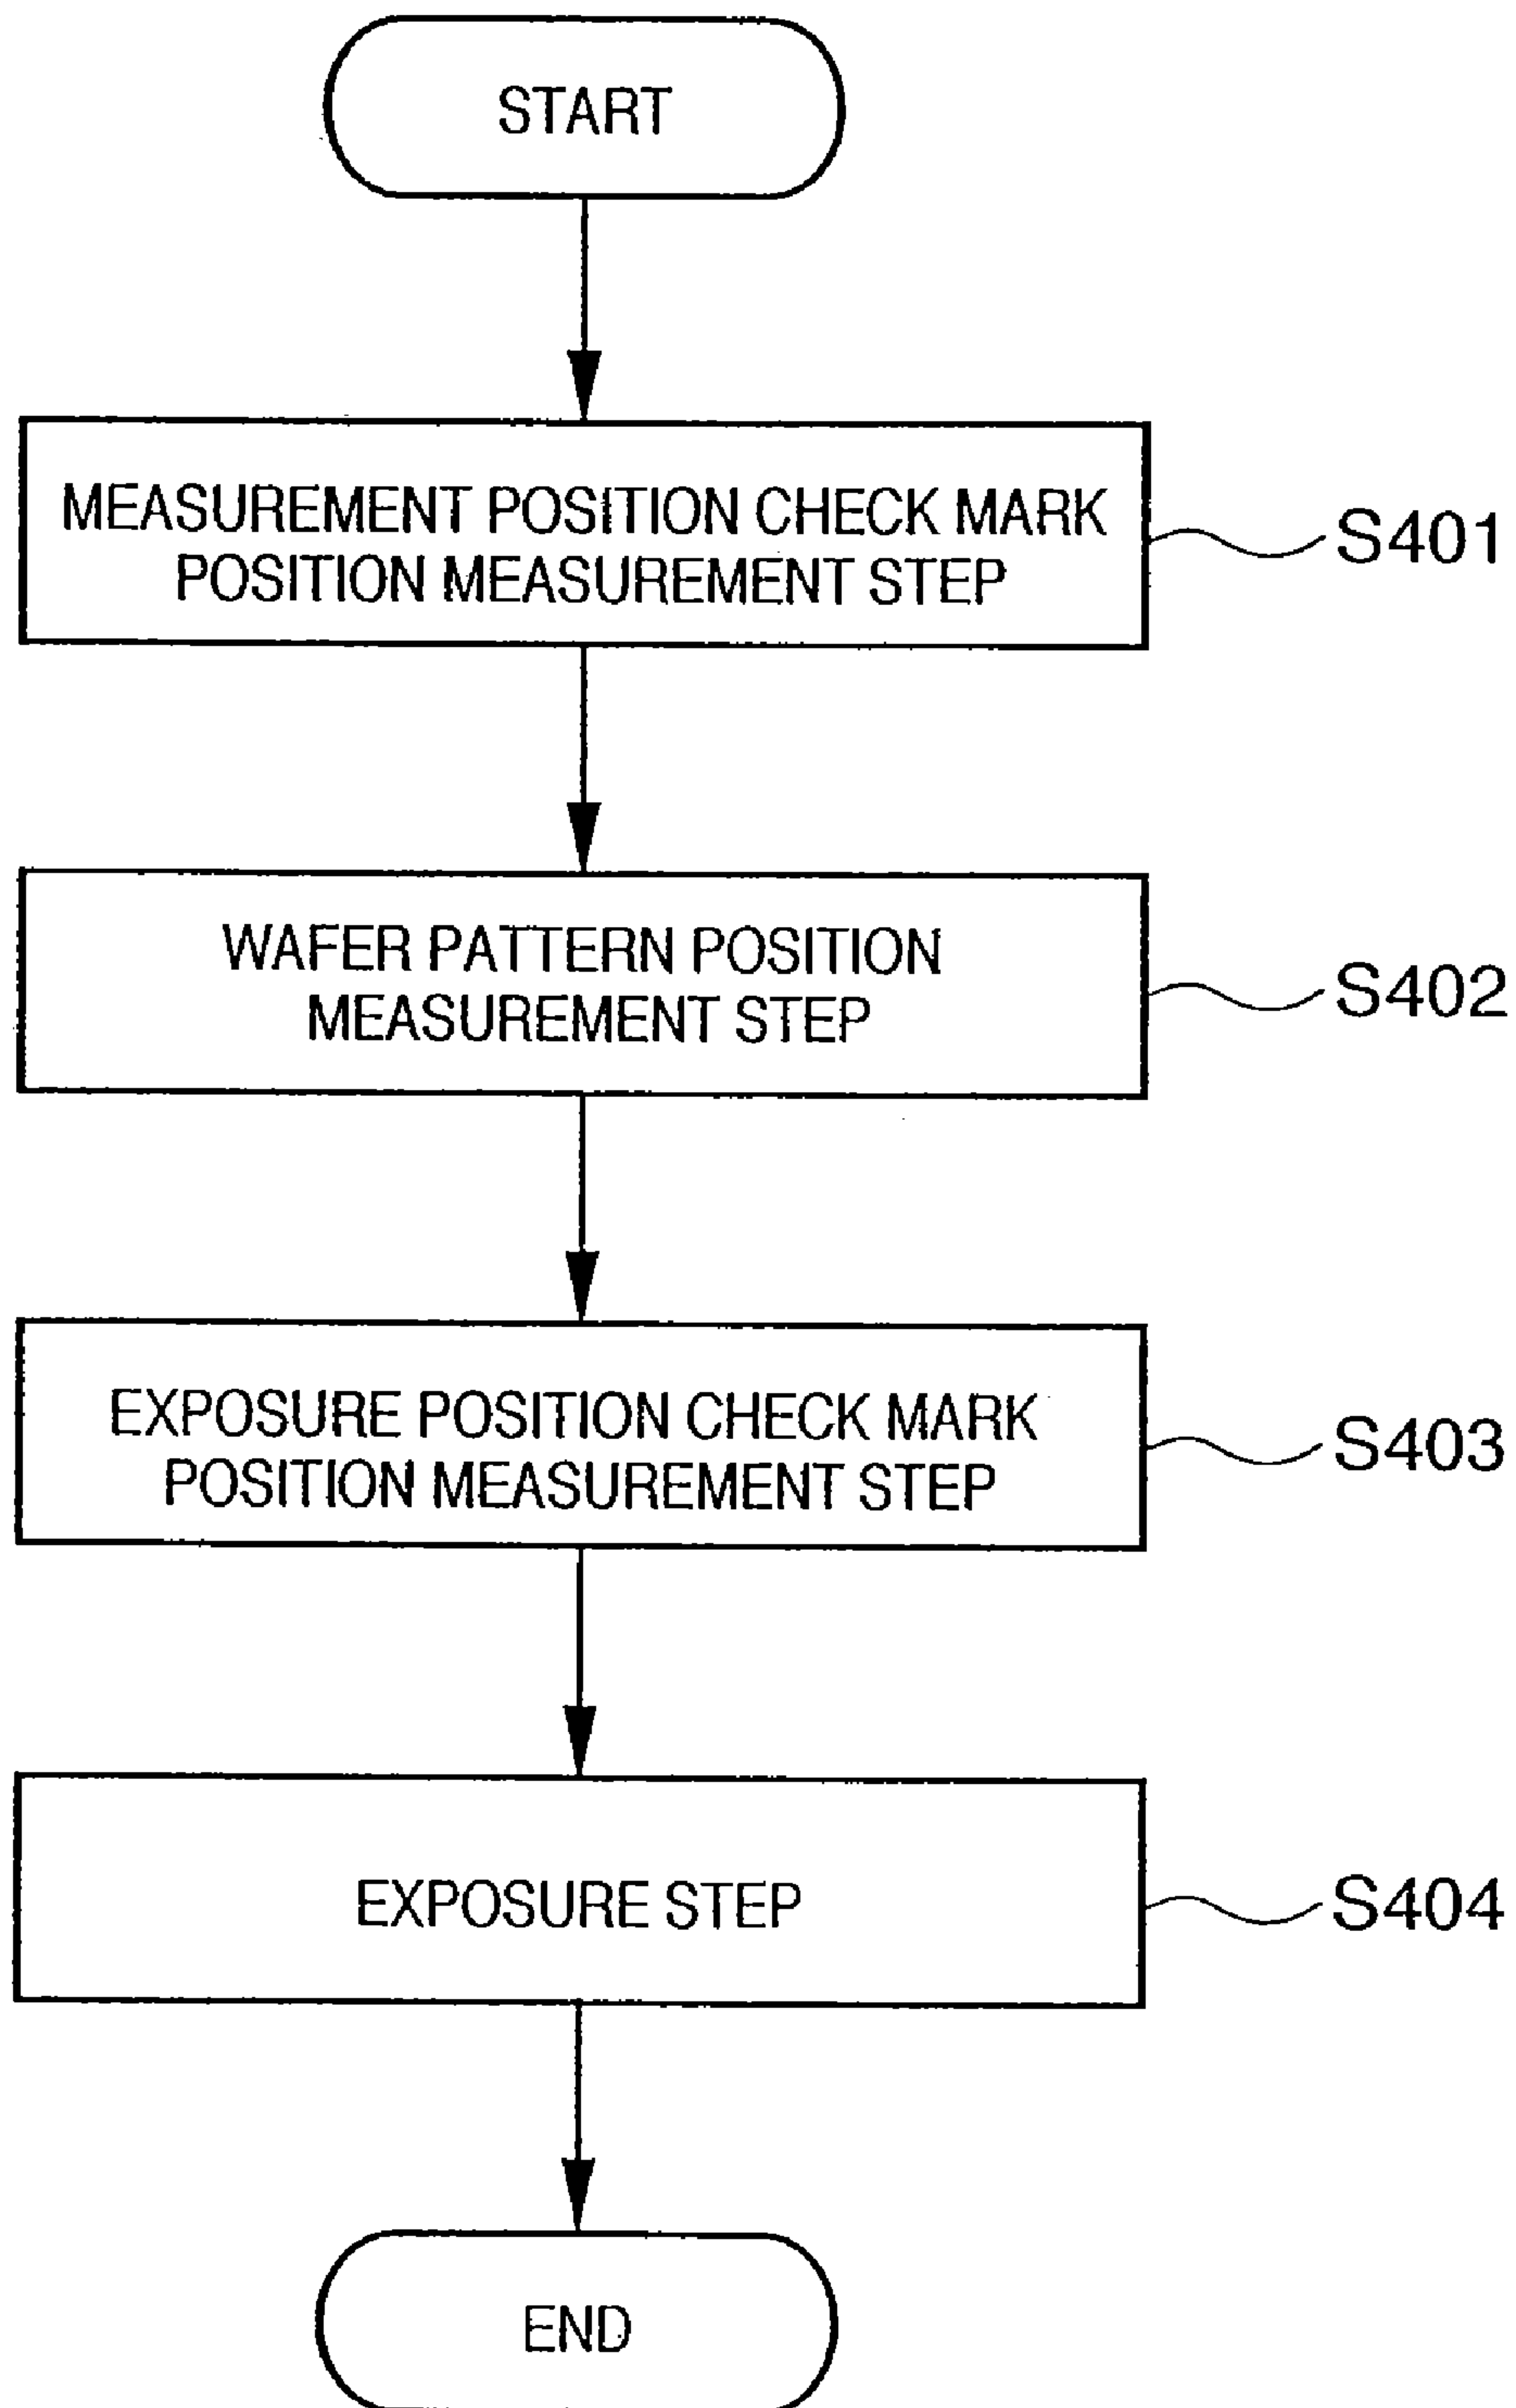 START
MEASUREMENT POSITION CHECK MARK
POSITION MEASUREMENT STEP
S401
WAFER PATTERN POSITION
MEASUREMENT STEP
S402
EXPOSURE POSITION CHECK MARK
POSITION MEASUREMENT STEP
S403
EXPOSURE STEP
S404
END